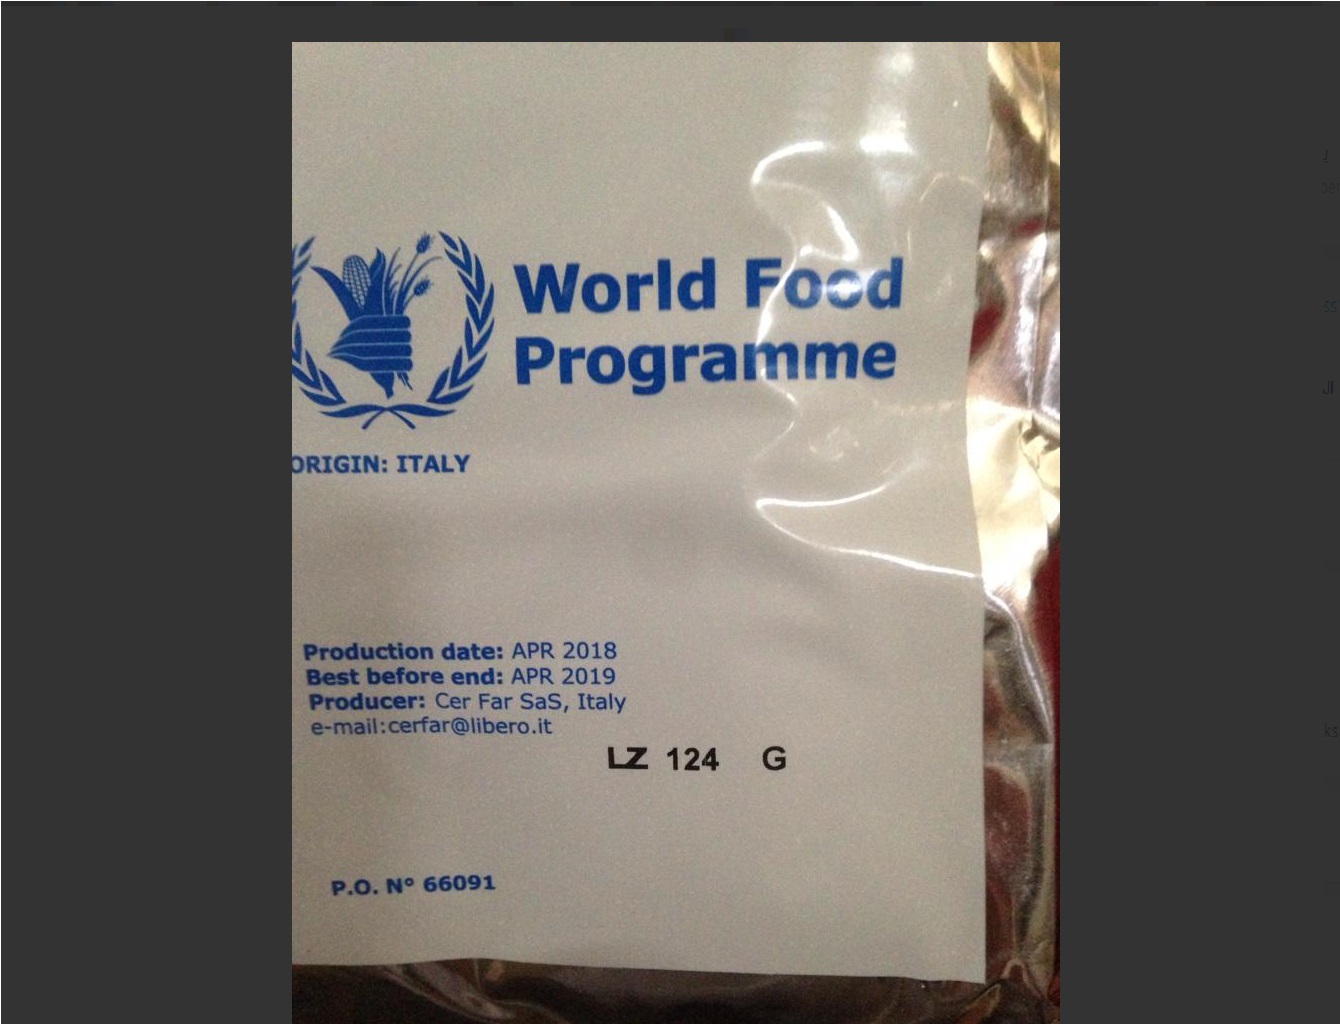 World Food
Programme
ORIGIN: ITALY
Production date: APR 2018
Best before end: APR 2019
Producer: Cer Far SaS, Italy
e-mail:cerfar@libero.it
LZ 124 G
P.O. N° 66091